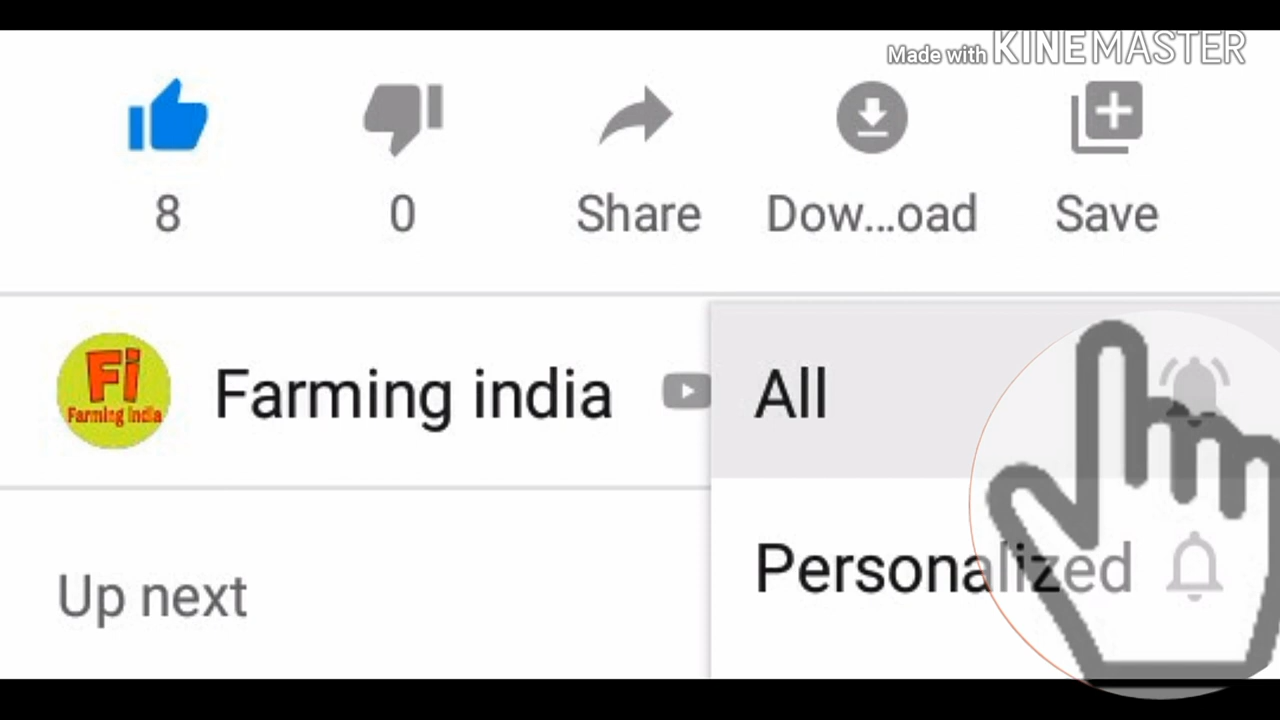 Made with KINEMASTER
8
0
Share
Dow...oad
Save
Fi
Farming India
Farming india
All
Personalized
Up next